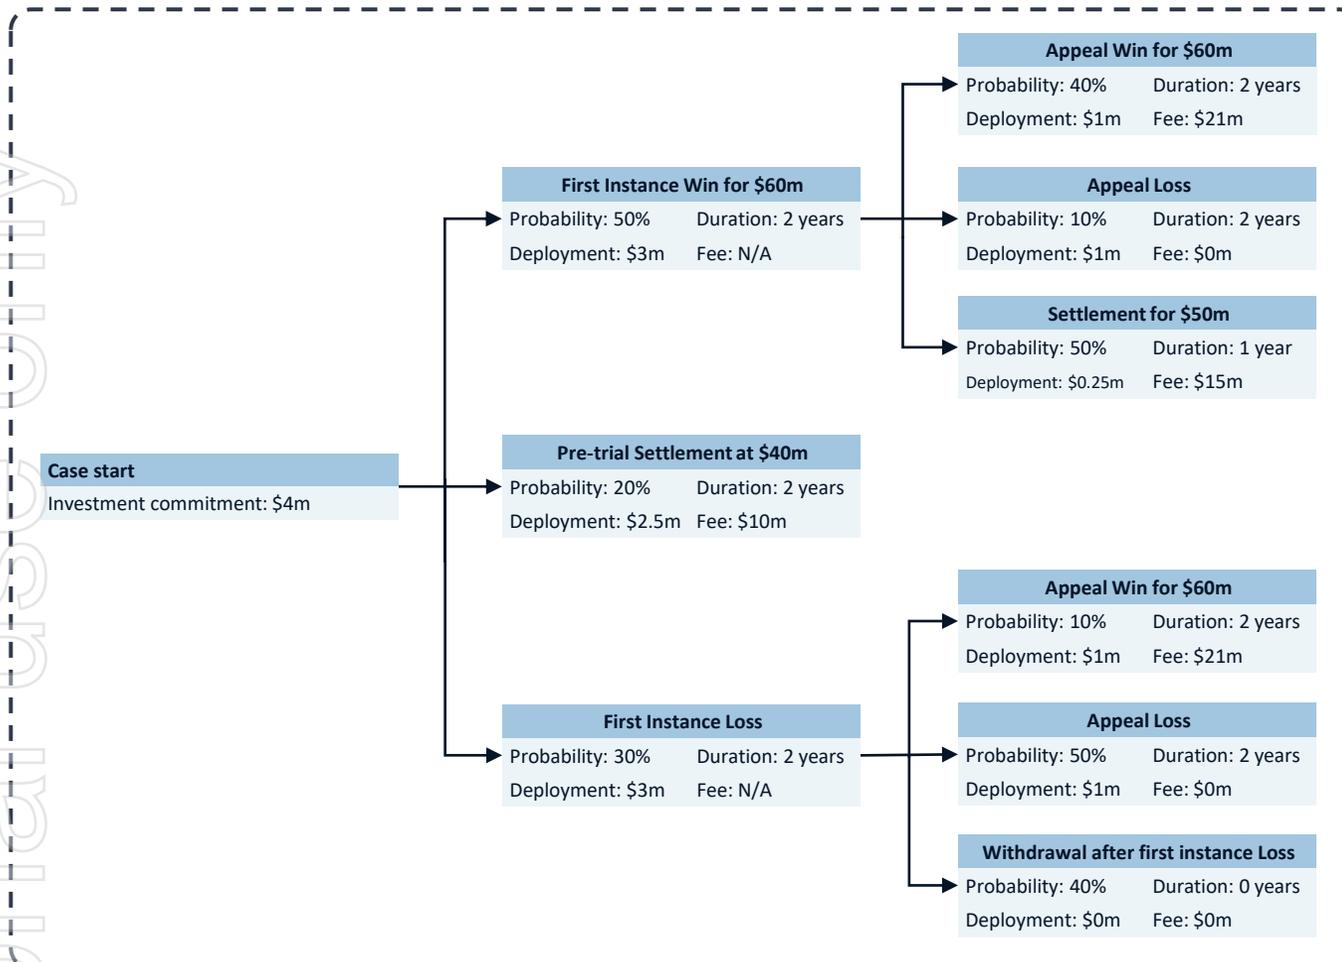 Appeal Win for $60m
Probability: 40% Duration: 2 years
Deployment: $1m Fee: $21m
First Instance Win for $60m
Probability: 50% Duration: 2 years
Deployment: $3m Fee: N/A
Appeal Loss
Probability: 10% Duration: 2 years
Deployment: $1m Fee: $0m
Settlement for $50m
Probability: 50% Duration: 1 year
Deployment: $0.25m Fee: $15m
Case start
Investment commitment: $4m
Pre-trial Settlement at $40m
Probability: 20% Duration: 2 years
Deployment: $2.5m Fee: $10m
Appeal Win for $60m
Probability: 10% Duration: 2 years
Deployment: $1m Fee: $21m
First Instance Loss
Probability: 30% Duration: 2 years
Deployment: $3m Fee: N/A
Appeal Loss
Probability: 50% Duration: 2 years
Deployment: $1m Fee: $0m
Withdrawal after first instance Loss
Probability: 40% Duration: 0 years
Deployment: $0m Fee: $0m
use only